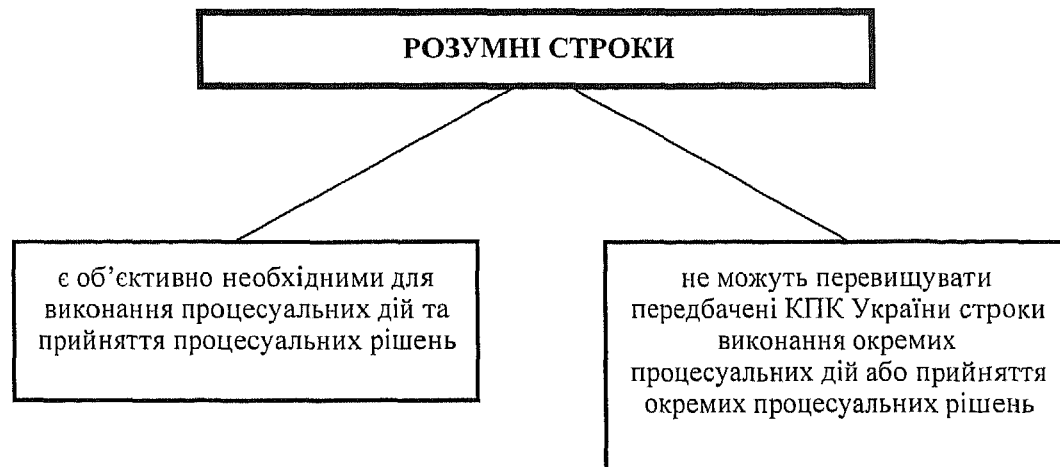 РОЗУМНІ СТРОКИ
є об’єктивно необхідними для
виконання процесуальних дій та
прийняття процесуальних рішень
не можуть перевищувати
передбачені КПК України строки
виконання окремих
процесуальних дій або прийняття
окремих процесуальних рішень